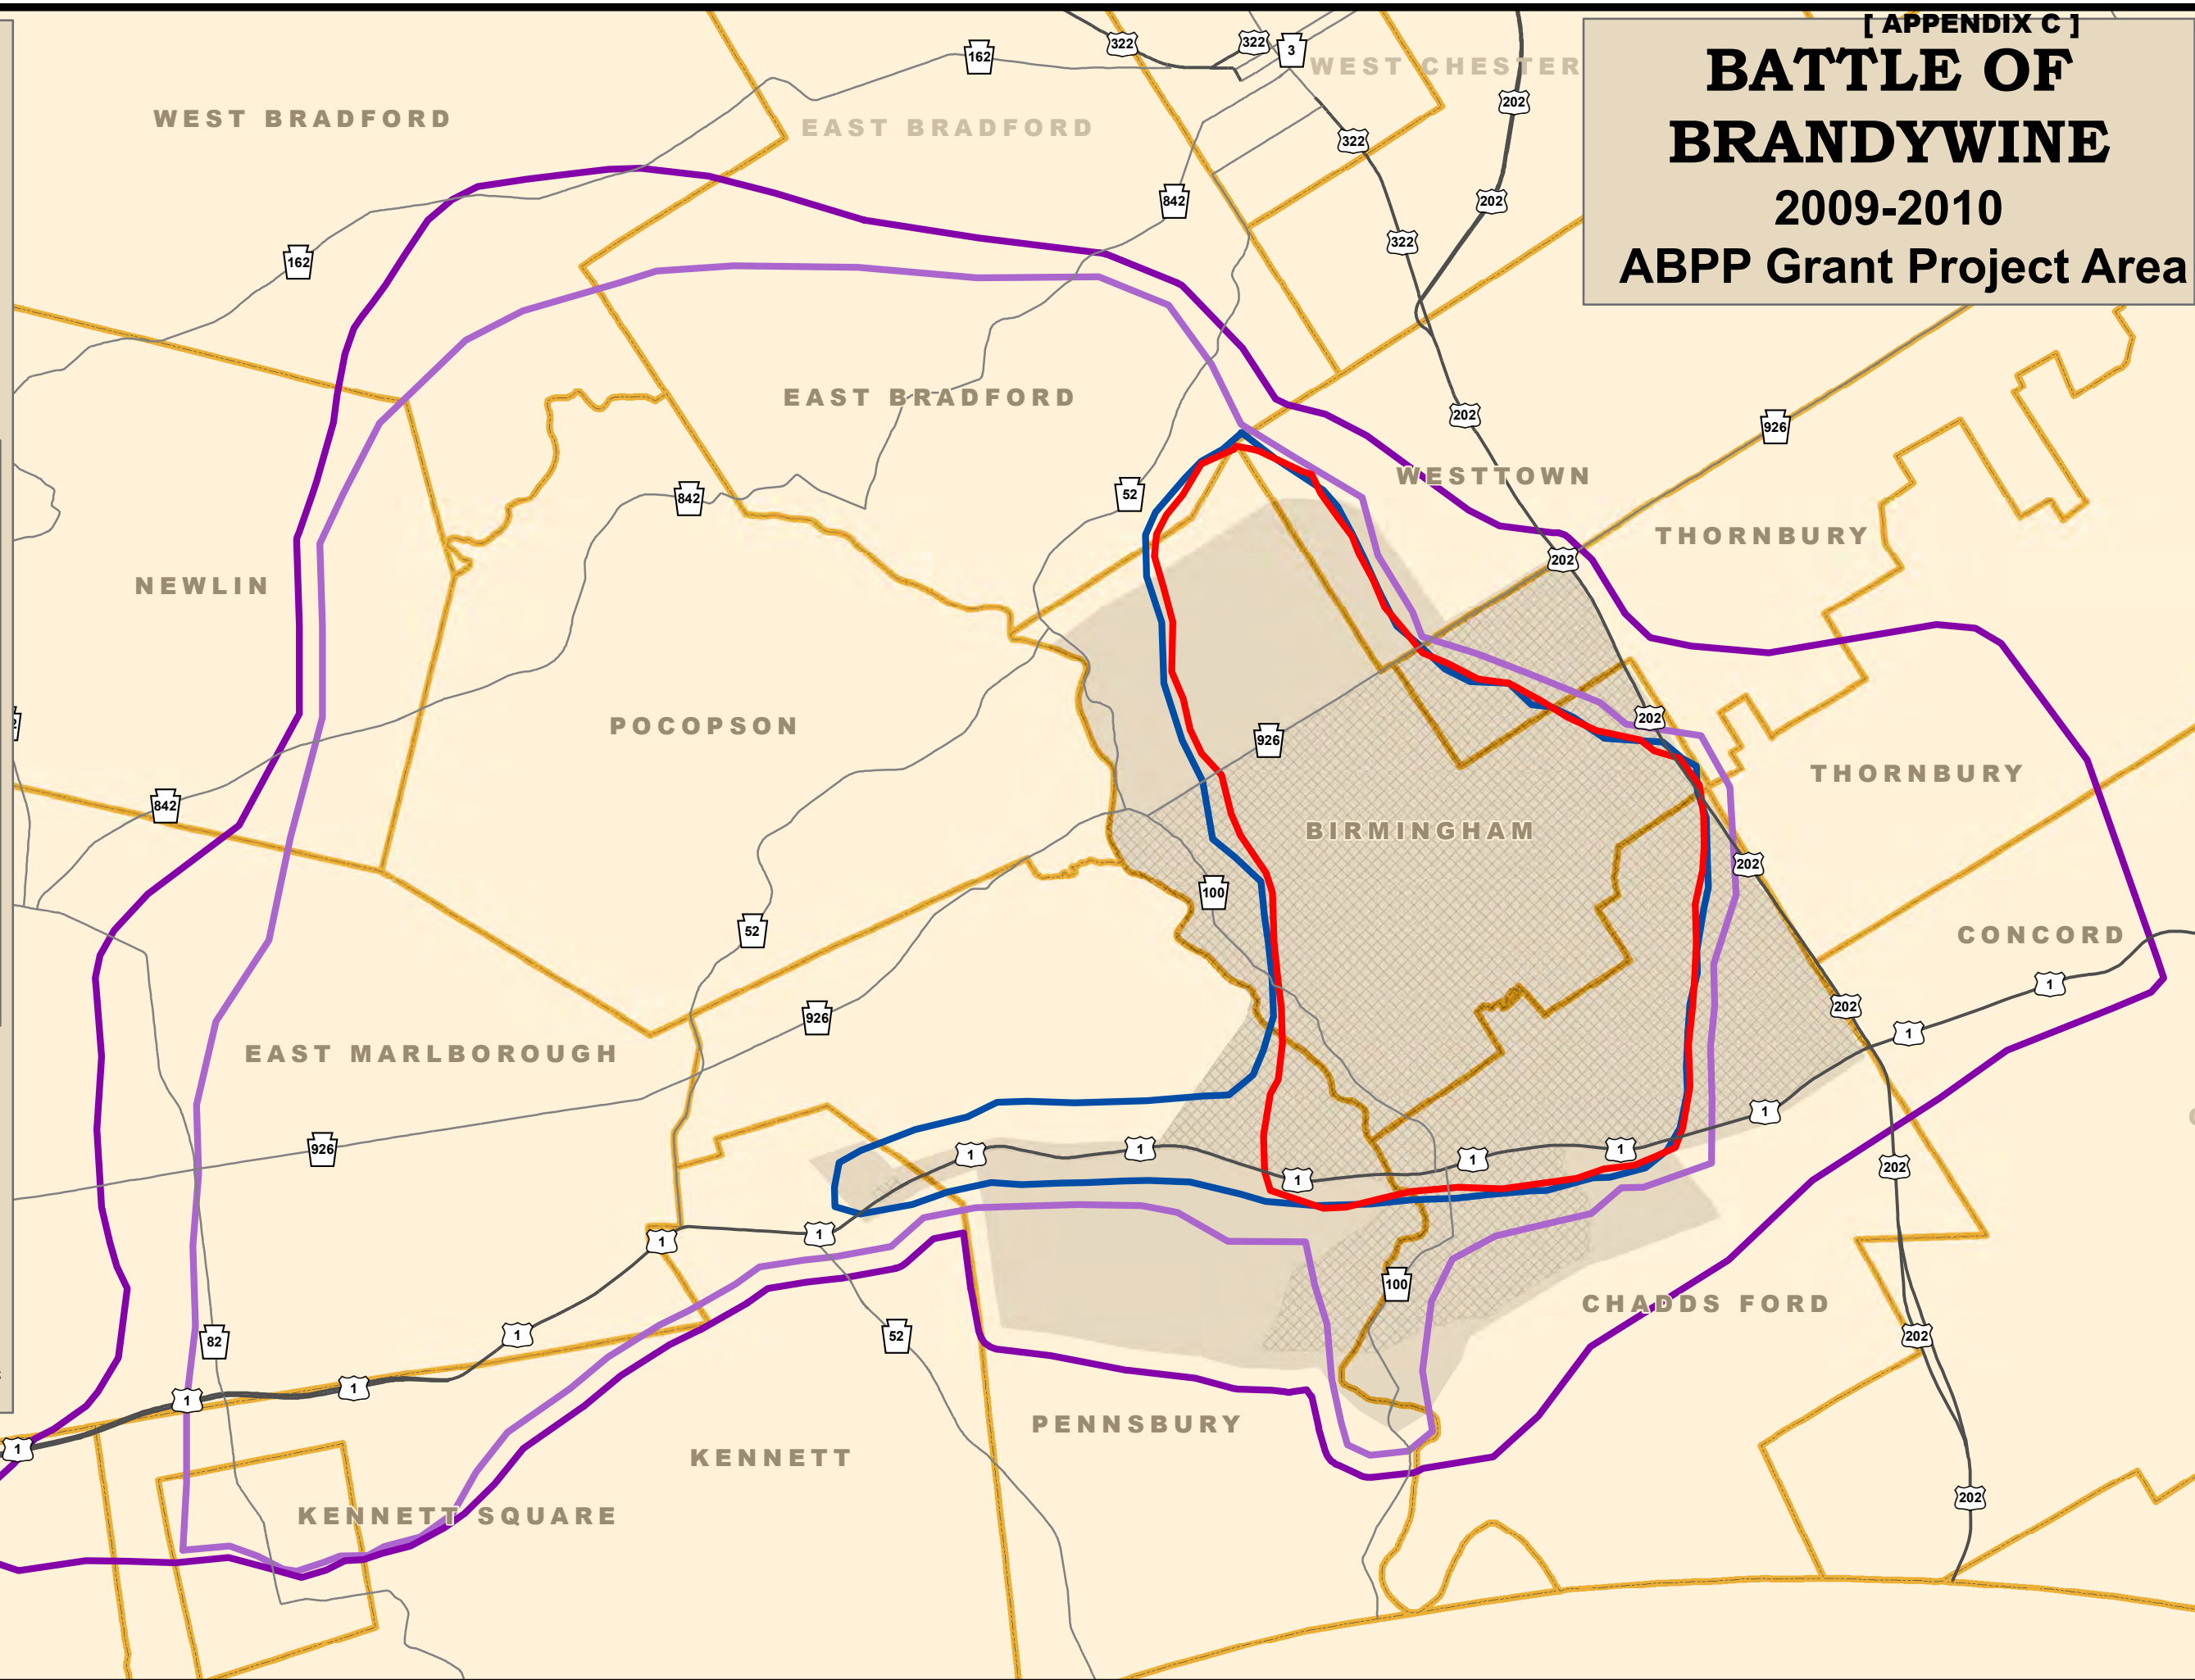 [ APPENDIX C ]
BATTLE OF
BRANDYWINE
2009-2010
ABPP Grant Project Area
322
322
3
162
WEST CHESTER
202
WEST BRADFORD
EAST BRADFORD
322
842
202
322
162
EAST BRADFORD
202
926
WESTTOWN
52
842
THORNBURY
202
NEWLIN
202
POCOPSON
926
THORNBURY
842
BIRMINGHAM
202
100
52
CONCORD
1
202
926
1
EAST MARLBOROUGH
1
926
1
1
1
1
202
1
1
1
100
CHADDS FORD
82
1
52
202
1
1
PENNSBURY
1
KENNETT
202
KENNETT SQUARE